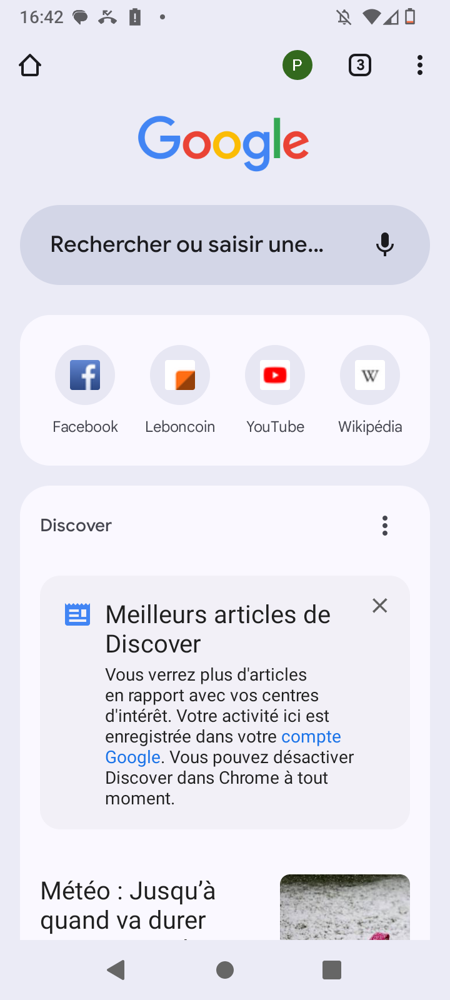 16:42
P
3
Google
Rechercher ou saisir une...
Facebook
Leboncoin
YouTube
W
Wikipédia
Discover
Meilleurs articles de
Discover
Vous verrez plus d'articles
en rapport avec vos centres
d'intérêt. Votre activité ici est
enregistrée dans votre compte
Google. Vous pouvez désactiver
Discover dans Chrome à tout
moment.
Météo : Jusqu’à
quand va durer